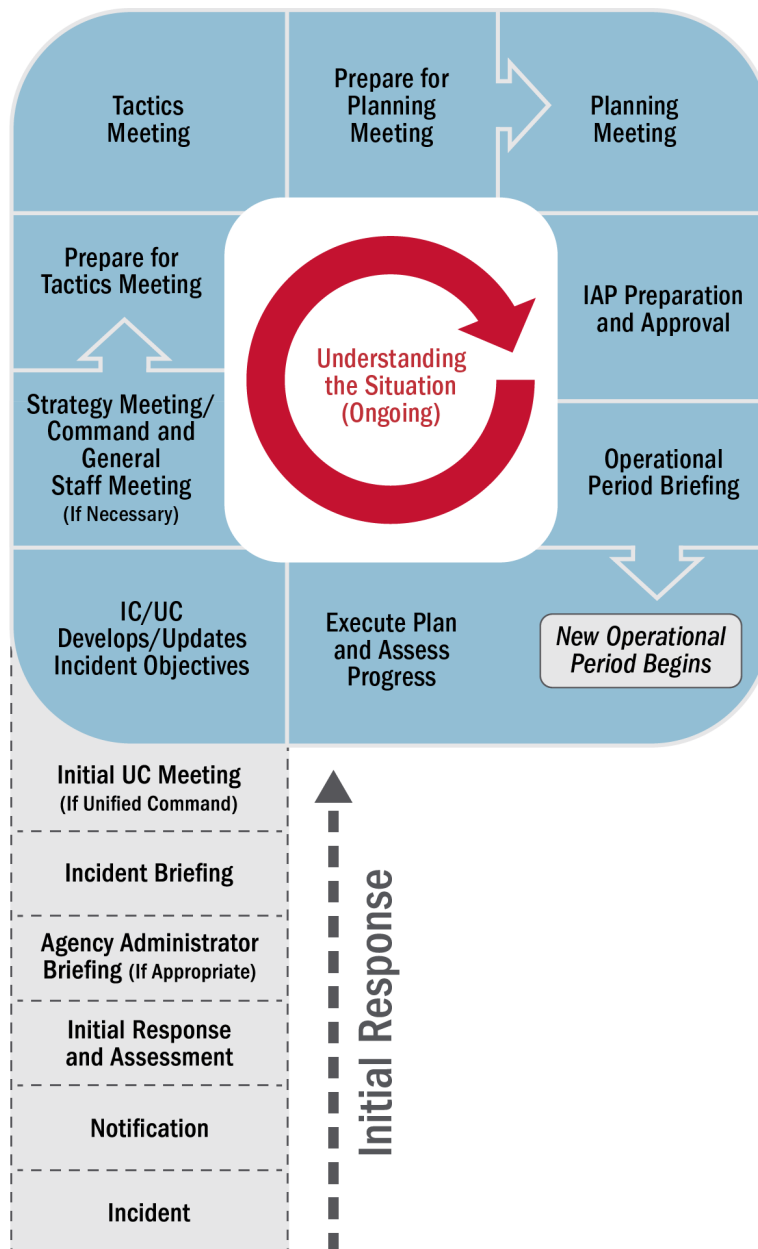 Tactics
Meeting
Prepare for
Planning
Meeting
Planning
Meeting
Prepare for
Tactics Meeting
IAP Preparation
and Approval
Understanding
the Situation
(Ongoing)
Strategy Meeting/
Command and
General
Staff Meeting
(If Necessary)
Operational
Period Briefing
IC/UC
Develops/Updates
Incident Objectives
Execute Plan
and Assess
Progress
New Operational
Period Begins
Initial UC Meeting
(If Unified Command)
Incident Briefing
Agency Administrator
Briefing (If Appropriate)
Initial Response
and Assessment
Notification
Incident
Initial Response